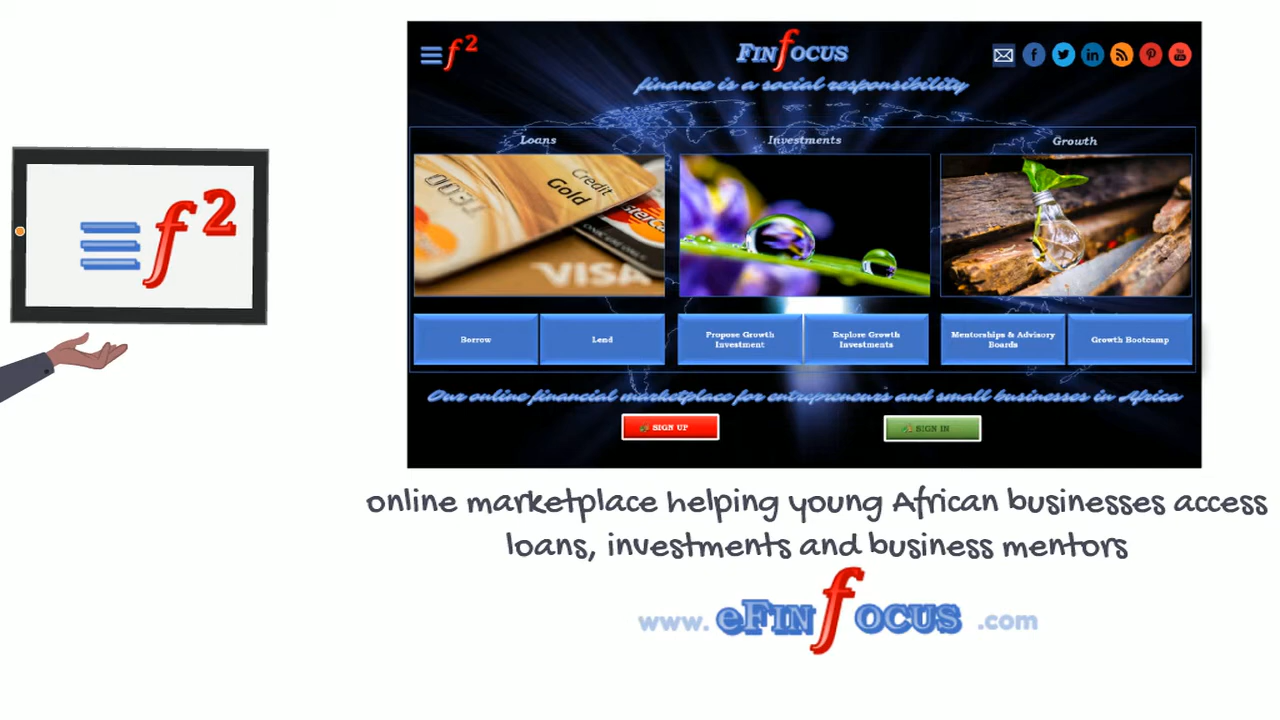 f²
FINfOCUS
finance is a social responsibility
Loans
Investments
Growth
Credit
Gold
VISA
Borrow
Lend
Propose Growth
Investment
Explore Growth
Investments
Mentorships & Advisory
Boards
Growth Bootcamp
Our online financial marketplace for entrepreneurs and small businesses in Africa
SIGN UP
SIGN IN
f²
online marketplace helping young African businesses access
loans, investments and business mentors
www.eFINfOCUS.com